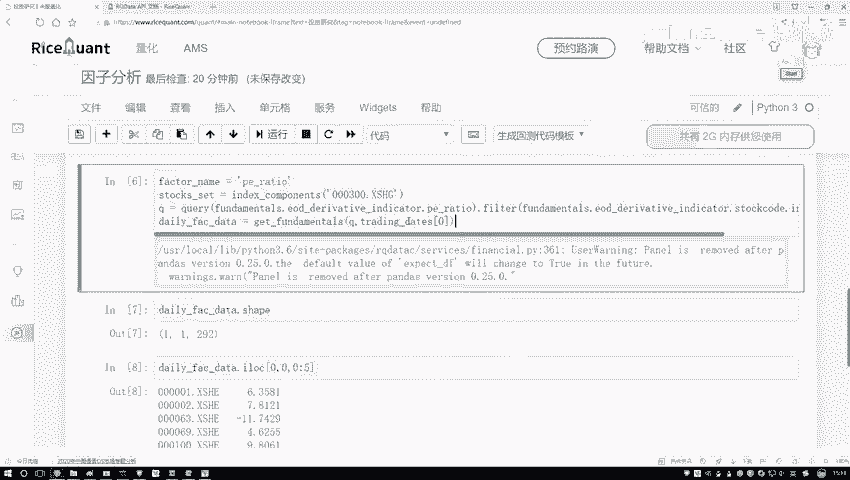 RiceQuant 量化 AMS 预约路演 帮助文档 社区
因子分析 最后检查: 20 分钟前 (未保存改变)
文件 编辑 查看 插入 单元格 服务 Widgets 帮助 可信的 Python 3
运行 代码 生成回测代码模板 共有 2G 内存供您使用
In [6]: factor_name = 'pe_ratio'
stocks_set = index_components("000300.XSHG")
q = query(fundamentals.eod_derivative_indicator.pe_ratio).filter(fundamentals.eod_derivative_indicator.stockcode.in
daily_fac_data = get_fundamentals(q,trading_dates[0])
/usr/local/lib/python3.6/site-packages/rqdatac/services/financial.py:361: UserWarning: Panel is removed after p
andas version 0.25.0.the default value of 'expect_df' will change to True in the future.
warnings.warn("Panel is removed after pandas version 0.25.0."
In [7]: daily_fac_data.shape
Out[7]: (1, 1, 292)
In [8]: daily_fac_data.iloc[0,0,0:5]
Out[8]: 000001.XSHE 6.3581
000002.XSHE 7.8121
000063.XSHE -11.7429
000069.XSHE 4.6255
000100.XSHE 9.8061